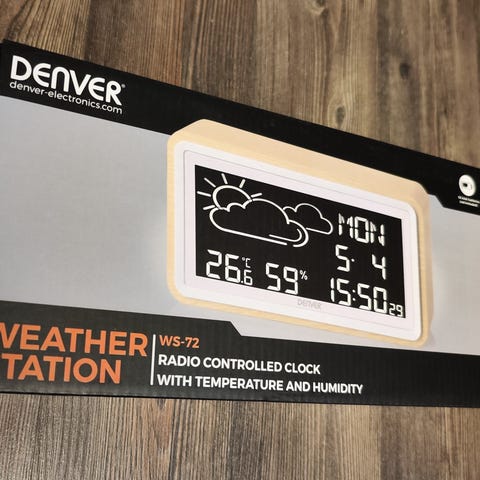 DENVER®
denver-electronics.com
MON
5· 4
26.6 °C 59%
15:50 29
DENVER
WEATHER
STATION
WS-72
RADIO CONTROLLED CLOCK
WITH TEMPERATURE AND HUMIDITY